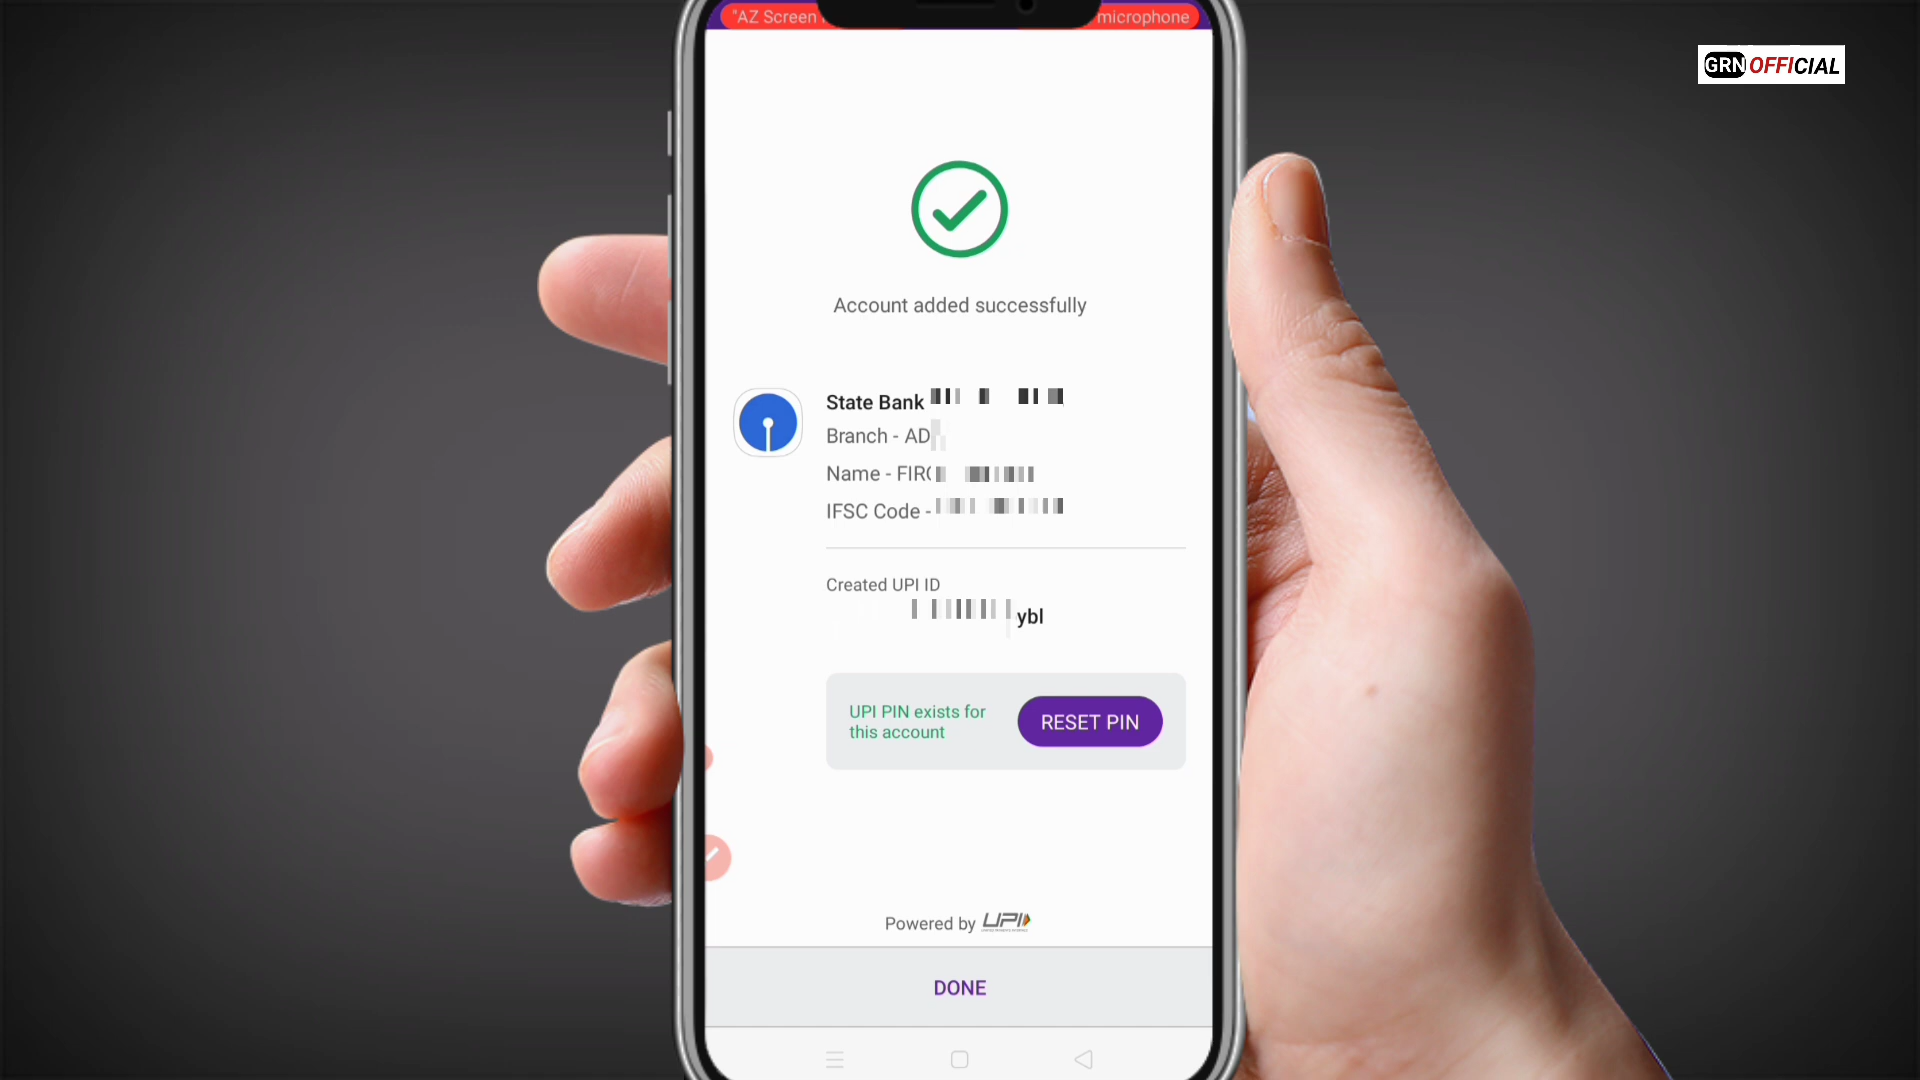 "AZ Screen microphone
GRN OFFICIAL
Account added successfully
State Bank
Branch - AD
Name - FIR
IFSC Code -
Created UPI ID
ybl
UPI PIN exists for
this account
RESET PIN
Powered by UPI
DONE